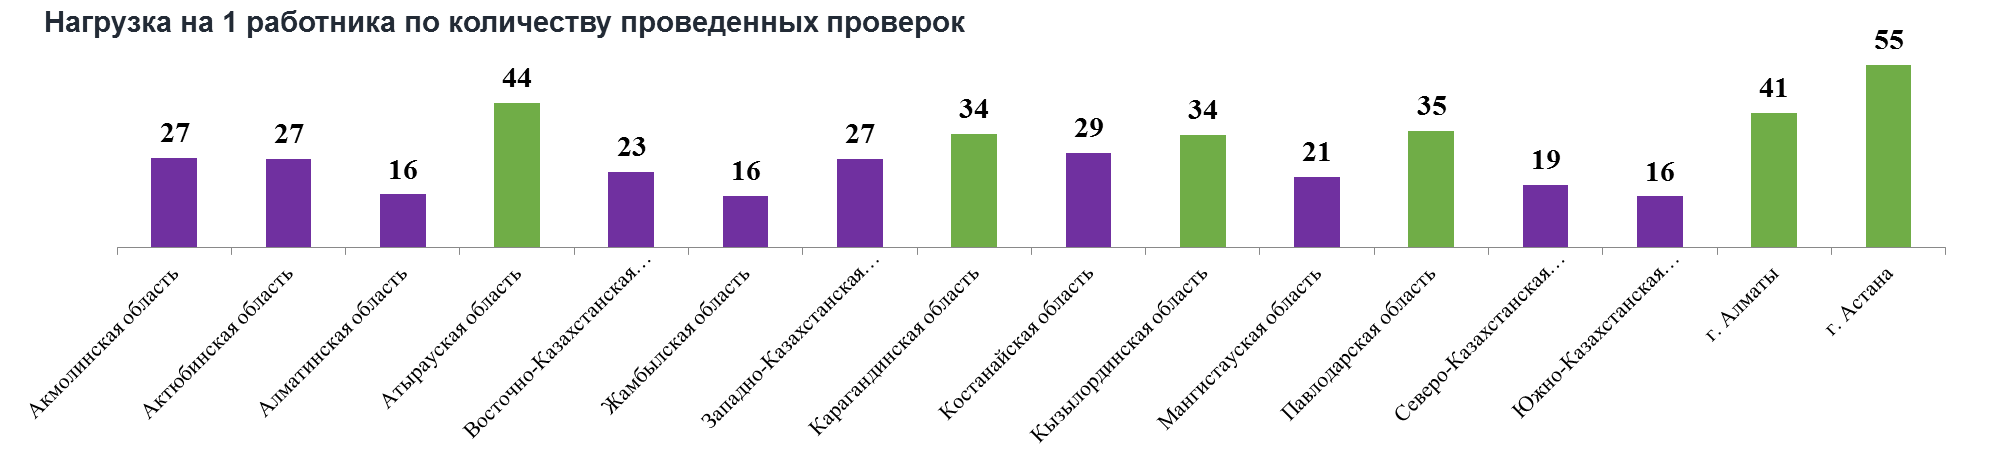 Нагрузка на 1 работника по количеству проведенных проверок
27
27
16
44
23
16
27
34
29
34
21
35
19
16
41
55
Акмолинская область
Актюбинская область
Алматинская область
Атырауская область
Восточно-Казахстанская…
Жамбылская область
Западно-Казахстанская…
Карагандинская область
Костанайская область
Кызылординская область
Мангистауская область
Павлодарская область
Северо-Казахстанская…
Южно-Казахстанская…
г. Алматы
г. Астана